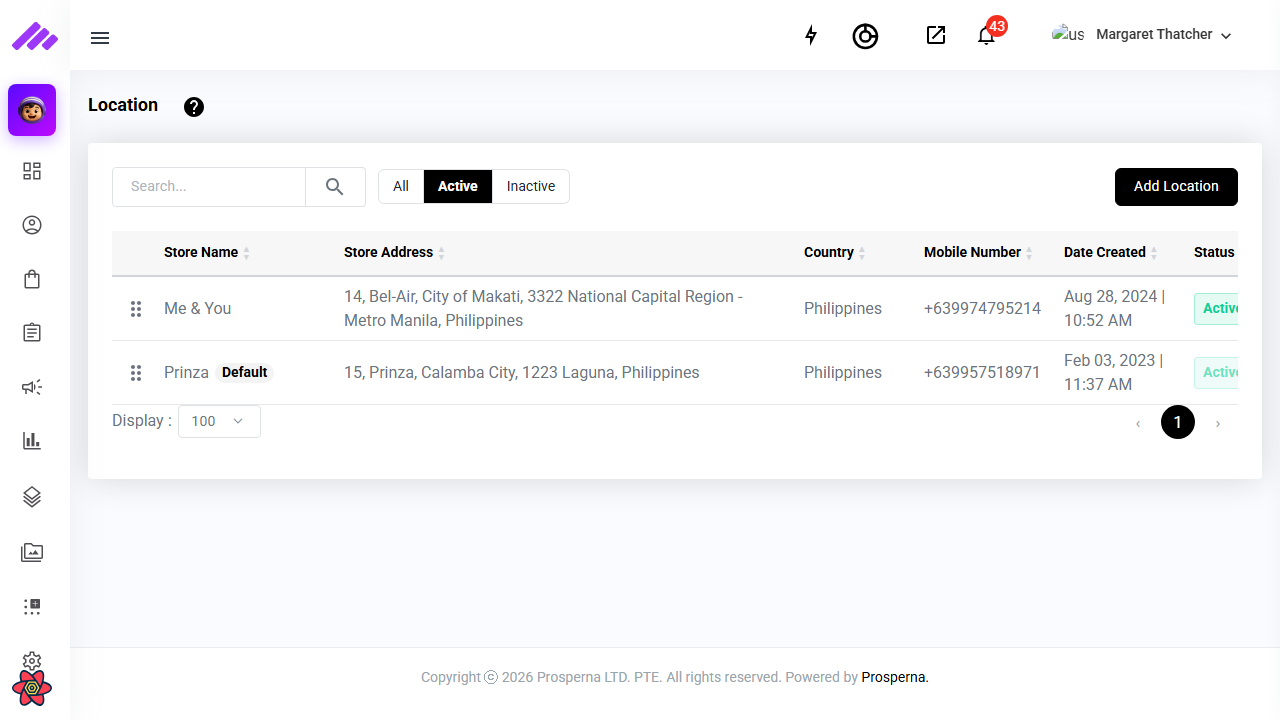 43
us
Margaret Thatcher
Location
Search...
All
Active
Inactive
Add Location
Store Name
Store Address
Country
Mobile Number
Date Created
Status
Me & You
14, Bel-Air, City of Makati, 3322 National Capital Region -
Metro Manila, Philippines
Philippines
+639974795214
Aug 28, 2024 |
10:52 AM
Active
Prinza Default
15, Prinza, Calamba City, 1223 Laguna, Philippines
Philippines
+639957518971
Feb 03, 2023 |
11:37 AM
Active
Display : 100
‹ 1 ›
Copyright ⓒ 2026 Prosperna LTD. PTE. All rights reserved. Powered by Prosperna.